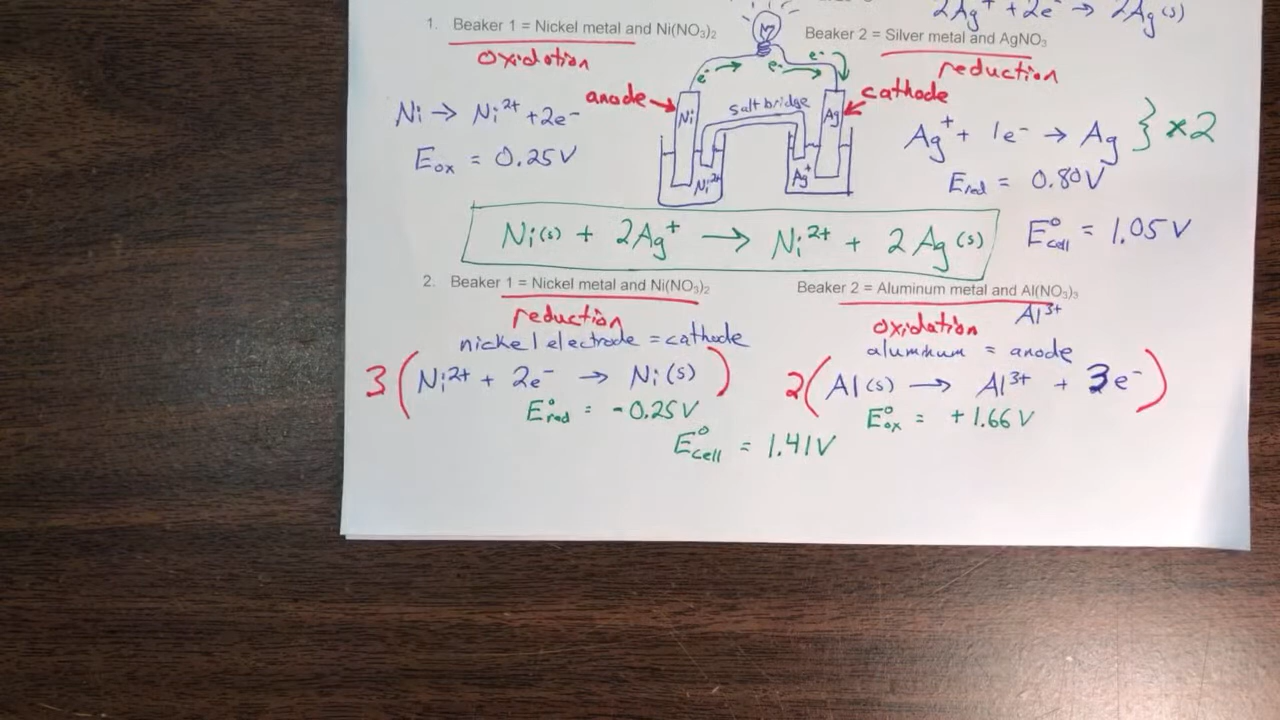 2Ag⁺ + 2e⁻ → 2Ag(s)
1. Beaker 1 = Nickel metal and Ni(NO₃)₂
Beaker 2 = Silver metal and AgNO₃
oxidation
reduction
e⁻ e⁻ e⁻
anode
cathode
Ni → Ni²⁺ + 2e⁻
Ni
salt bridge
Ag
Ag⁺ + 1e⁻ → Ag } ×2
Eox = 0.25V
Ni²⁺
Ag⁺
Ered = 0.80V
Ni(s) + 2Ag⁺ → Ni²⁺ + 2Ag(s)
E°cell = 1.05V
2. Beaker 1 = Nickel metal and Ni(NO₃)₂
Beaker 2 = Aluminum metal and Al(NO₃)₃
reduction
oxidation
Al³⁺
nickel electrode = cathode
aluminum = anode
3(Ni²⁺ + 2e⁻ → Ni(s))
2(Al(s) → Al³⁺ + 3e⁻)
E°red = -0.25V
E°ox = +1.66V
E°cell = 1.41V